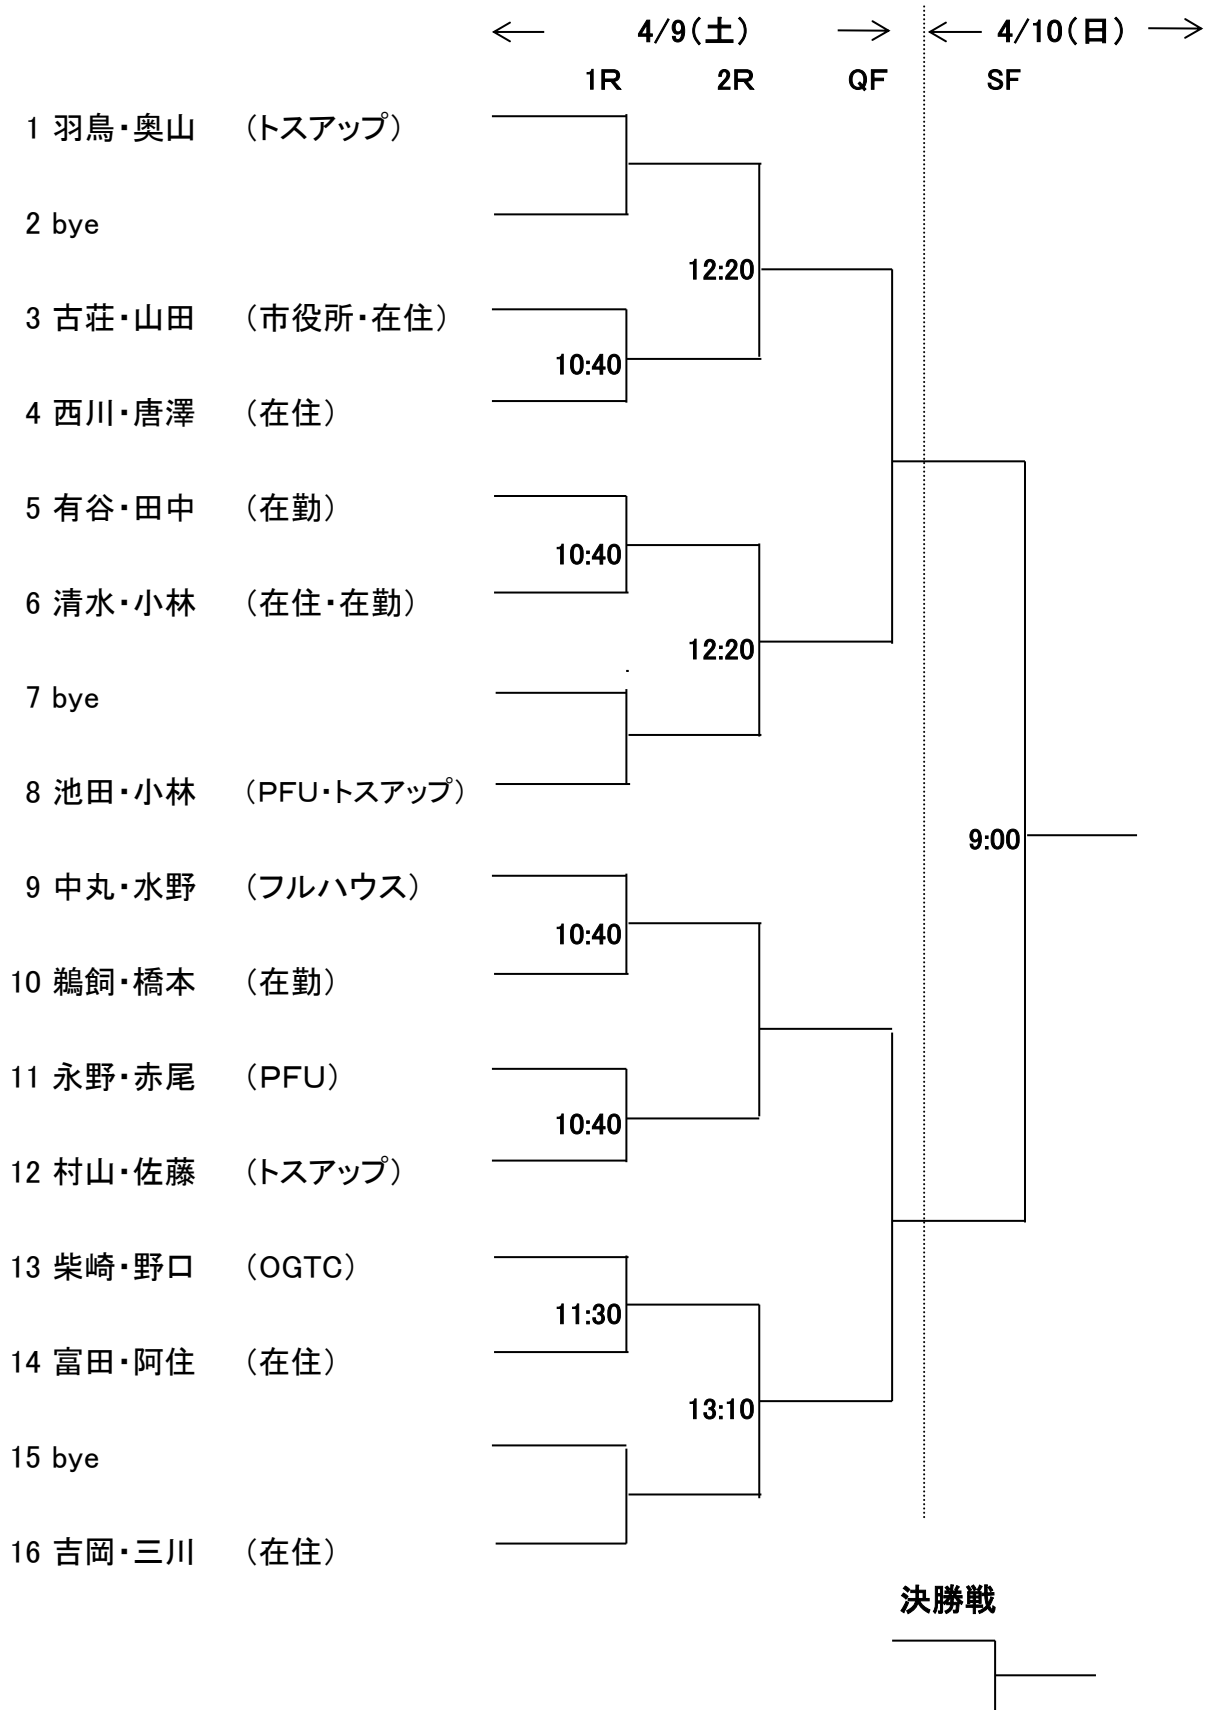 4/9(土) 4/10(日)
1R 2R QF SF
1 羽鳥・奥山 (トスアップ)
2 bye
12:20
3 古荘・山田 (市役所・在住)
10:40
4 西川・唐澤 (在住)
5 有谷・田中 (在勤)
10:40
6 清水・小林 (在住・在勤)
12:20
7 bye
8 池田・小林 (PFU・トスアップ)
9:00
9 中丸・水野 (フルハウス)
10:40
10 鵜飼・橋本 (在勤)
11 永野・赤尾 (PFU)
10:40
12 村山・佐藤 (トスアップ)
13 柴崎・野口 (OGTC)
11:30
14 富田・阿住 (在住)
13:10
15 bye
16 吉岡・三川 (在住)
決勝戦